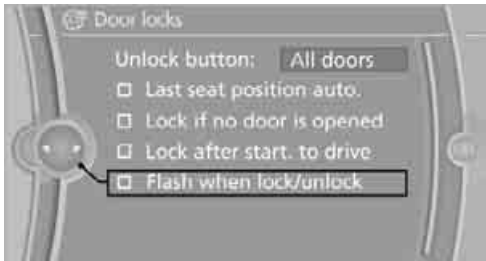 Door locks
Unlock button: All doors
Last seat position auto.
Lock if no door is opened
Lock after start. to drive
Flash when lock/unlock